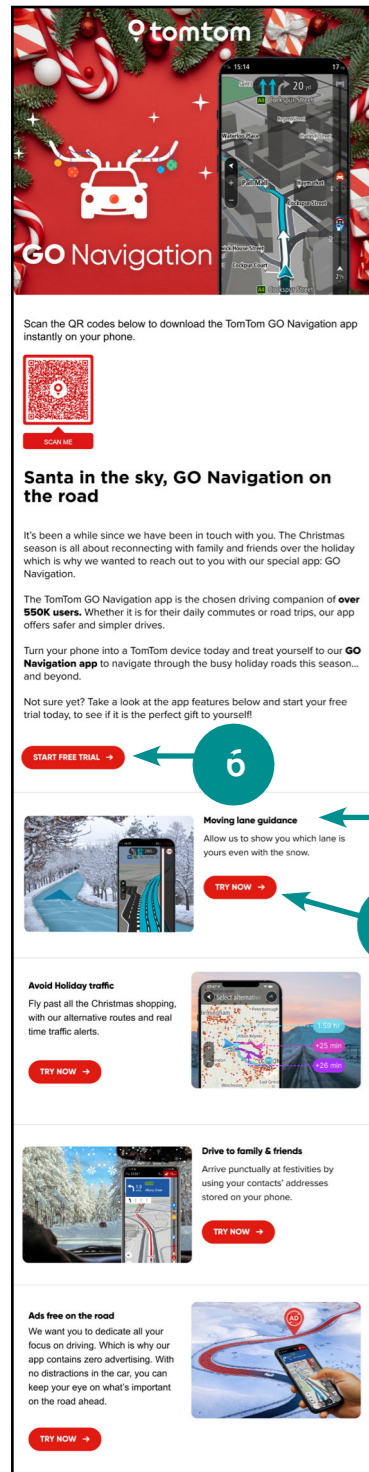 tomtom
15:14
17
20 yd
A4 Cockspur Street
Waterloo Place
Pall Mall
Haymarket
Cockspur Street
Cockspur Court
A4 Cockspur Street
GO Navigation
Scan the QR codes below to download the TomTom GO Navigation app
instantly on your phone.
SCAN ME
Santa in the sky, GO Navigation on
the road
It's been a while since we have been in touch with you. The Christmas
season is all about reconnecting with family and friends over the holiday
which is why we wanted to reach out to you with our special app: GO
Navigation.
The TomTom GO Navigation app is the chosen driving companion of over
550K users. Whether it is for their daily commutes or road trips, our app
offers safer and simpler drives.
Turn your phone into a TomTom device today and treat yourself to our GO
Navigation app to navigate through the busy holiday roads this season...
and beyond.
Not sure yet? Take a look at the app features below and start your free
trial today, to see if it is the perfect gift to yourself!
START FREE TRIAL →
6
Moving lane guidance
Allow us to show you which lane is
yours even with the snow.
TRY NOW →
Avoid Holiday traffic
Fly past all the Christmas shopping,
with our alternative routes and real
time traffic alerts.
TRY NOW →
Select alternative
1:59 hr
+25 min
+26 min
Drive to family & friends
Arrive punctually at festivities by
using your contacts' addresses
stored on your phone.
TRY NOW →
Ads free on the road
We want you to dedicate all your
focus on driving. Which is why our
app contains zero advertising. With
no distractions in the car, you can
keep your eye on what's important
on the road ahead.
TRY NOW →
AD